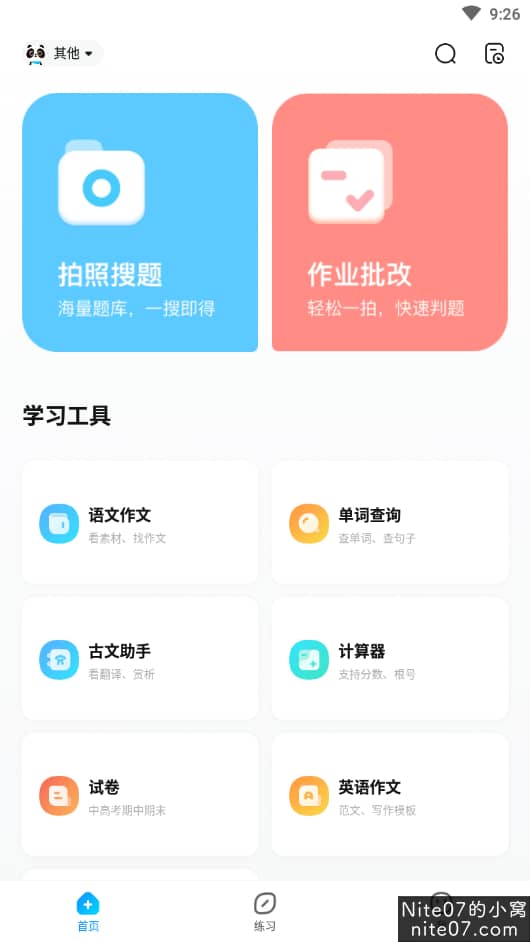 9:26
其他
拍照搜题
海量题库，一搜即得
作业批改
轻松一拍，快速判题
学习工具
语文作文
看素材、找作文
单词查询
查单词、查句子
古文助手
看翻译、赏析
计算器
支持分数、根号
试卷
中高考期中期末
英语作文
范文、写作模板
首页
练习
Nite07的小窝
nite07.com